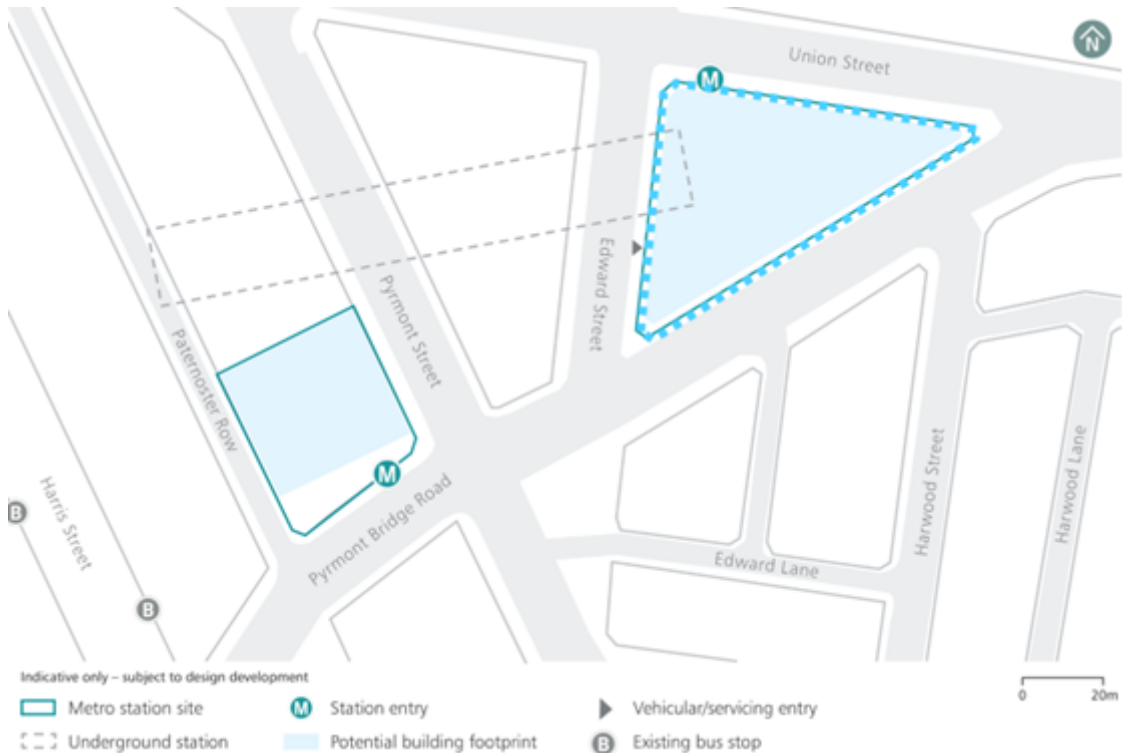 N
Union Street
M
Edward Street
Pyrmont Street
Paternoster Row
M
Harris Street
B
Pyrmont Bridge Road
Harwood Street
Harwood Lane
Edward Lane
B
Indicative only – subject to design development
0 20m
Metro station site
M Station entry
Vehicular/servicing entry
Underground station
Potential building footprint
B Existing bus stop